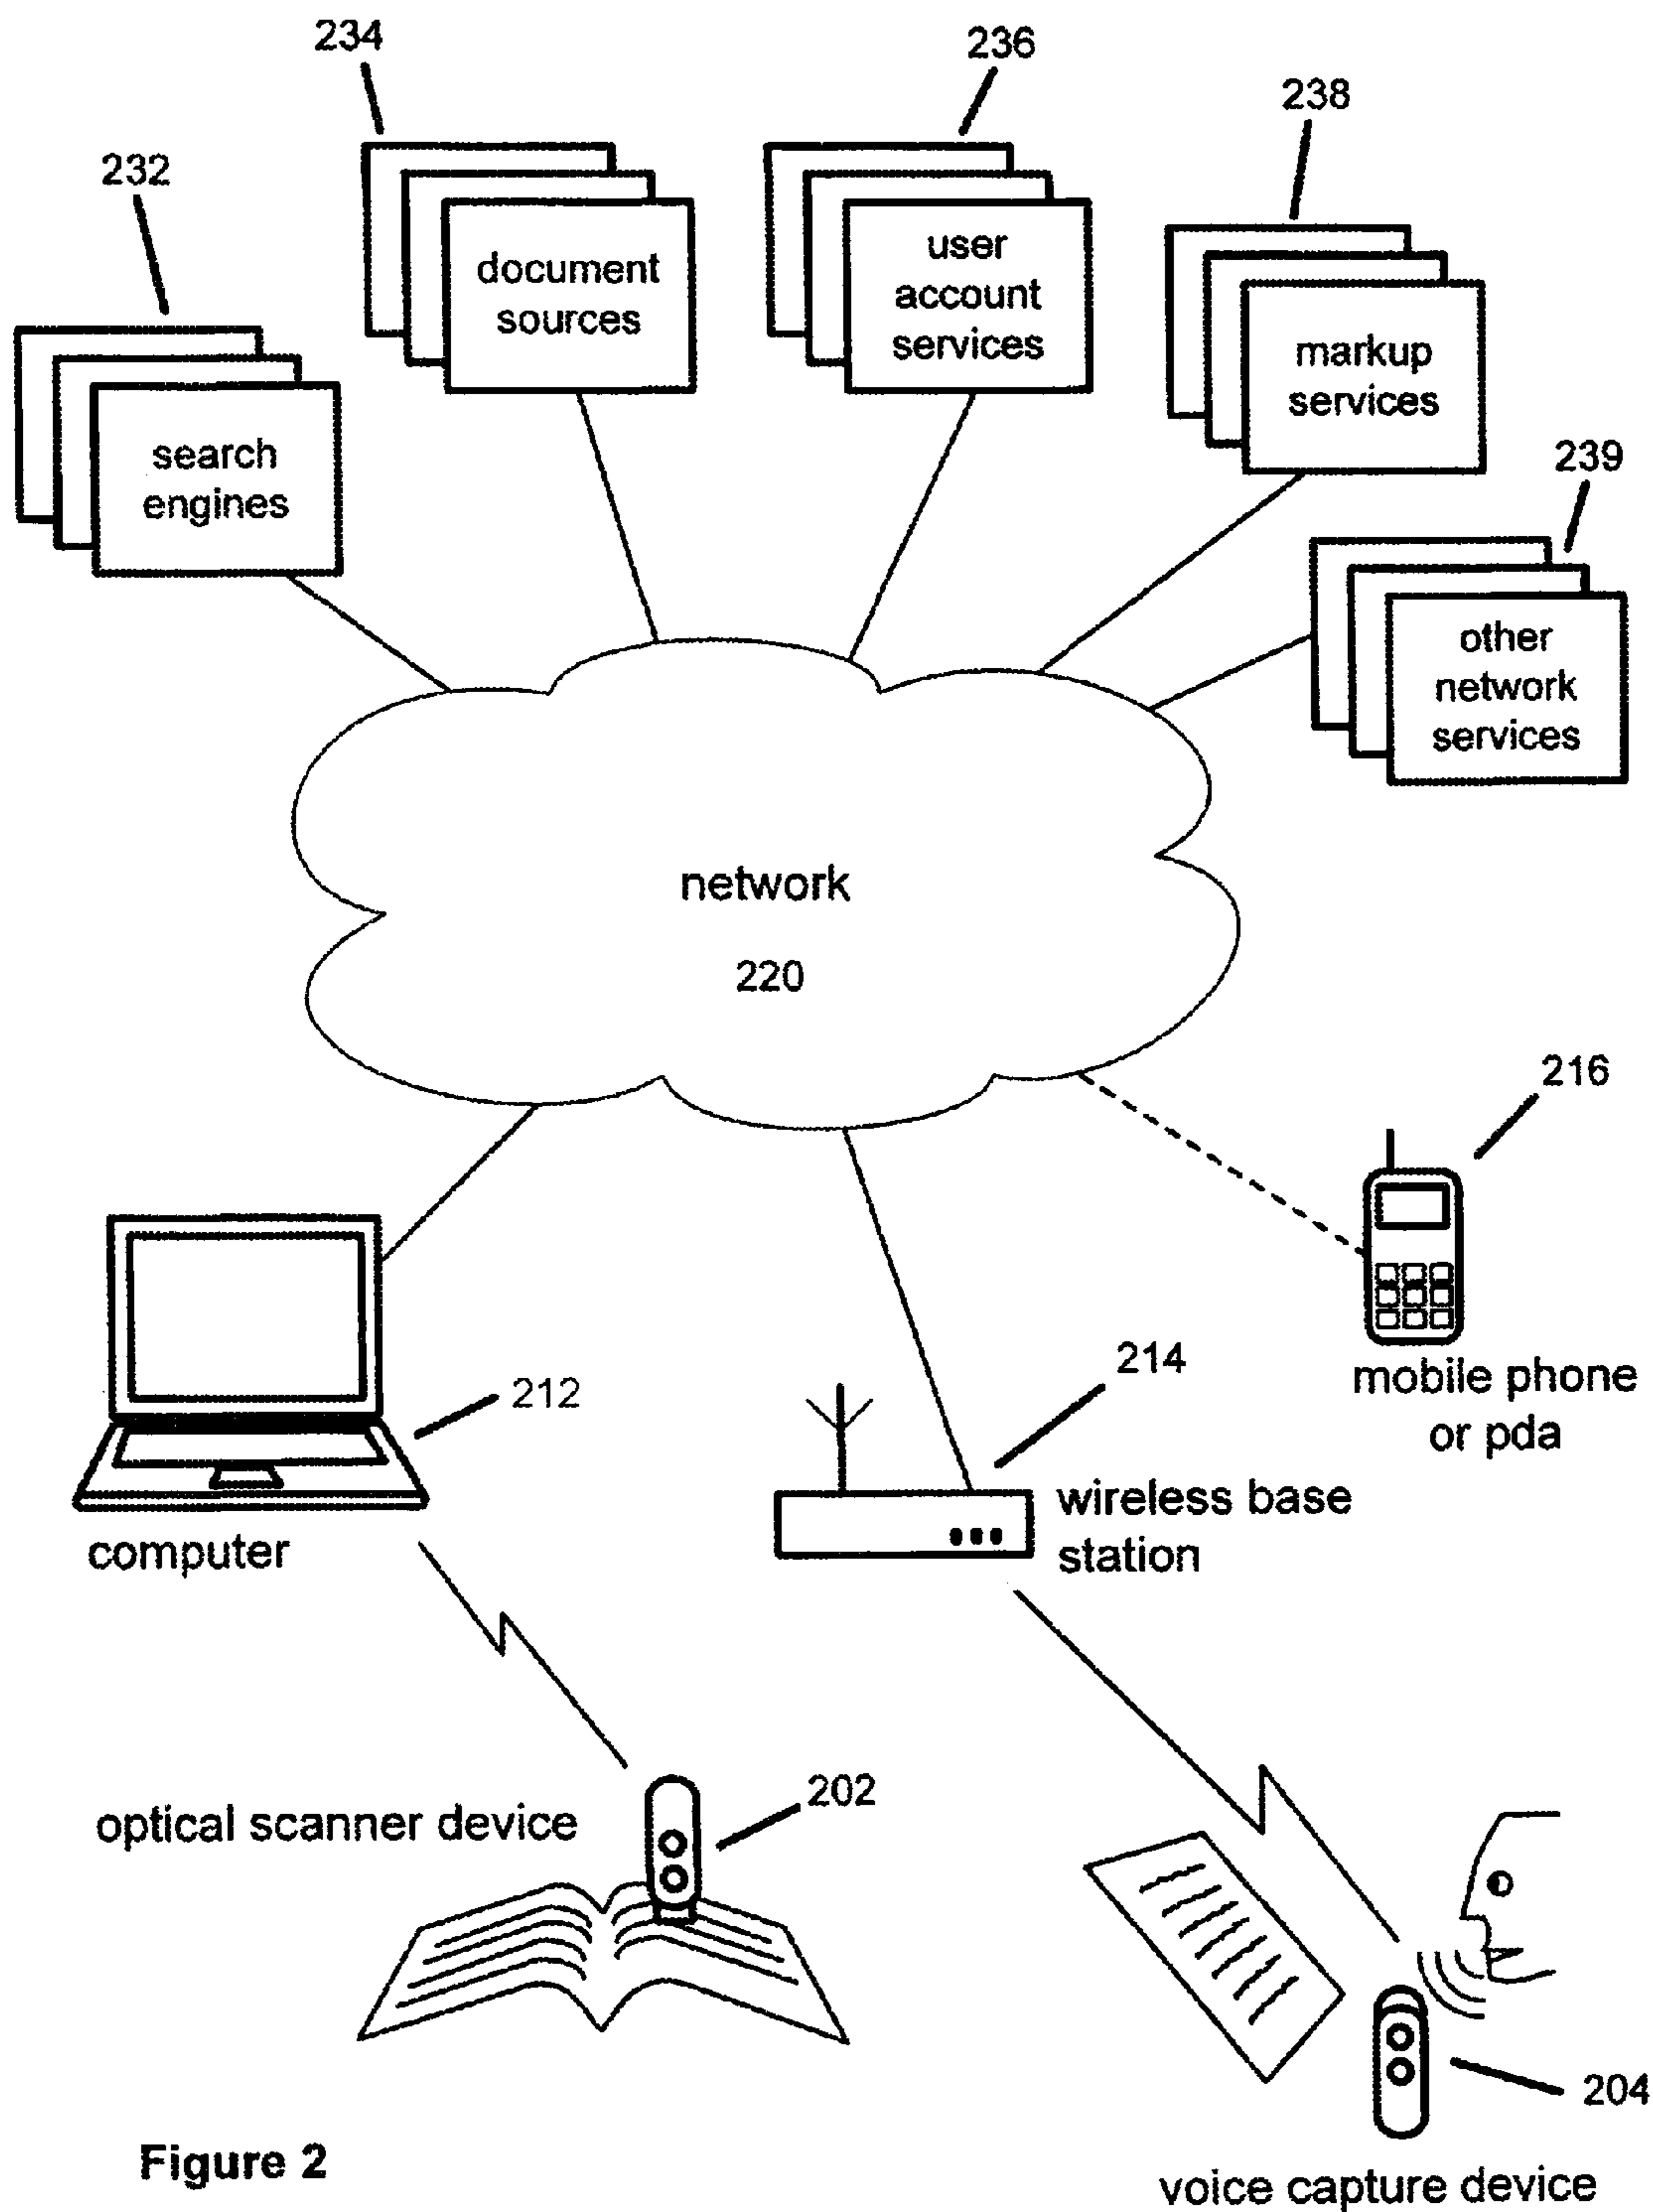 234
236
238
232
document
sources
user
account
services
markup
services
239
search
engines
other
network
services
network
220
216
mobile phone
or pda
214
212
wireless base
station
computer
202
optical scanner device
204
Figure 2
voice capture device